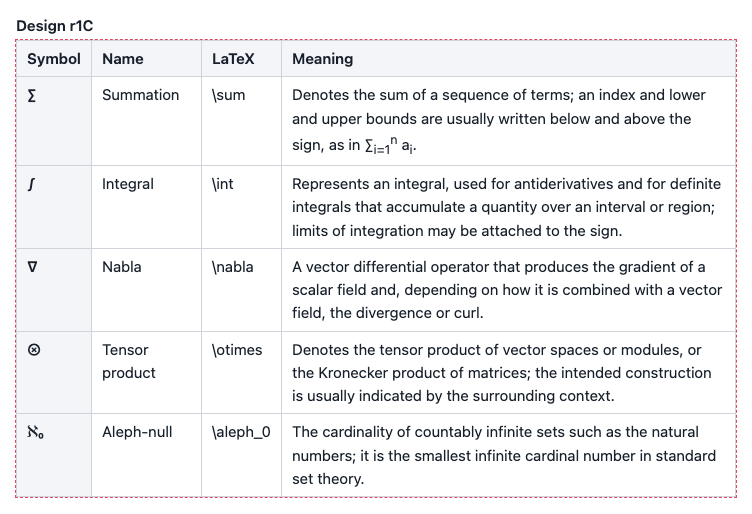 Design r1C
Symbol Name LaTeX Meaning
∑ Summation \sum Denotes the sum of a sequence of terms; an index and lower
and upper bounds are usually written below and above the
sign, as in ∑i=1n ai.
∫ Integral \int Represents an integral, used for antiderivatives and for definite
integrals that accumulate a quantity over an interval or region;
limits of integration may be attached to the sign.
∇ Nabla \nabla A vector differential operator that produces the gradient of a
scalar field and, depending on how it is combined with a vector
field, the divergence or curl.
⊗ Tensor \otimes Denotes the tensor product of vector spaces or modules, or
product the Kronecker product of matrices; the intended construction
is usually indicated by the surrounding context.
ℵ₀ Aleph-null \aleph_0 The cardinality of countably infinite sets such as the natural
numbers; it is the smallest infinite cardinal number in standard
set theory.